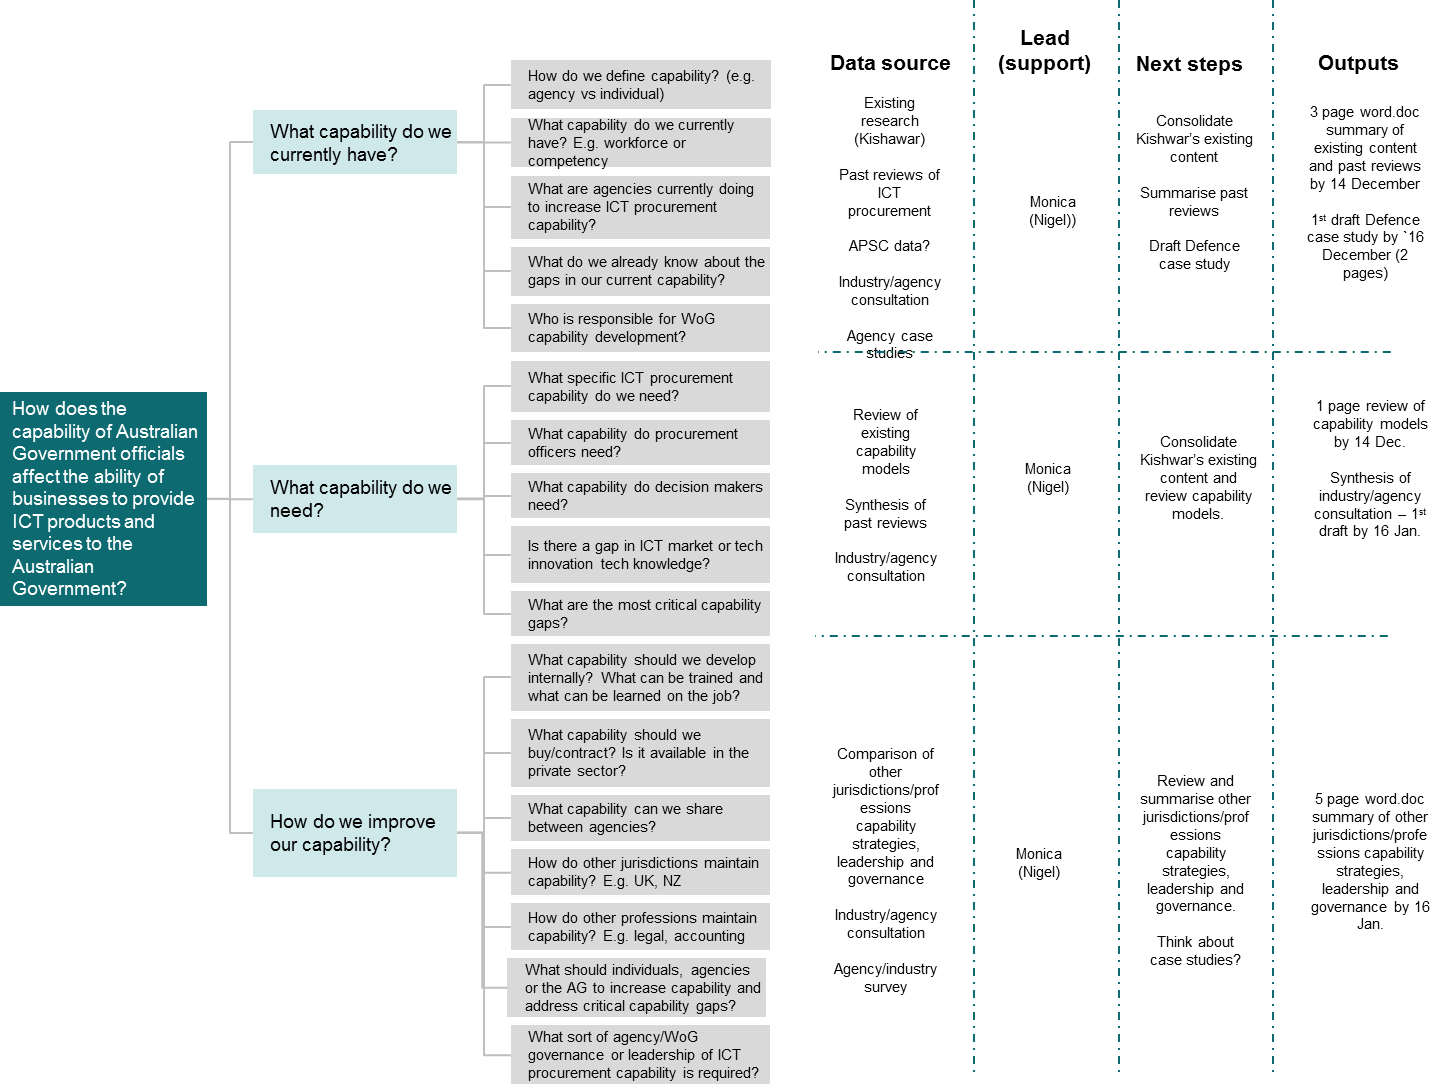 How does the
capability of Australian
Government officials
affect the ability of
businesses to provide
ICT products and
services to the
Australian
Government?
What capability do we
currently have?
How do we define capability? (e.g.
agency vs individual)
What capability do we currently
have? E.g. workforce or
competency
What are agencies currently doing
to increase ICT procurement
capability?
What do we already know about the
gaps in our current capability?
Who is responsible for WoG
capability development?
What capability do we
need?
What specific ICT procurement
capability do we need?
What capability do procurement
officers need?
What capability do decision makers
need?
Is there a gap in ICT market or tech
innovation tech knowledge?
What are the most critical capability
gaps?
How do we improve
our capability?
What capability should we develop
internally? What can be trained and
what can be learned on the job?
What capability should we
buy/contract? Is it available in the
private sector?
What capability can we share
between agencies?
How do other jurisdictions maintain
capability? E.g. UK, NZ
How do other professions maintain
capability? E.g. legal, accounting
What should individuals, agencies
or the AG to increase capability and
address critical capability gaps?
What sort of agency/WoG
governance or leadership of ICT
procurement capability is required?
Data source
Lead
(support)
Next steps
Outputs
Existing
research
(Kishawar)
Past reviews of
ICT
procurement
APSC data?
Industry/agency
consultation
Agency case
studies
Monica
(Nigel))
Consolidate
Kishwar's existing
content
Summarise past
reviews
Draft Defence
case study
3 page word.doc
summary of
existing content
and past reviews
by 14 December
1st draft Defence
case study by `16
December (2
pages)
Review of
existing
capability
models
Synthesis of
past reviews
Industry/agency
consultation
Monica
(Nigel)
Consolidate
Kishwar's existing
content and
review capability
models.
1 page review of
capability models
by 14 Dec.
Synthesis of
industry/agency
consultation – 1st
draft by 16 Jan.
Comparison of
other
jurisdictions/prof
essions
capability
strategies,
leadership and
governance
Industry/agency
consultation
Agency/industry
survey
Monica
(Nigel)
Review and
summarise other
jurisdictions/prof
essions
capability
strategies,
leadership and
governance.
Think about
case studies?
5 page word.doc
summary of other
jurisdictions/profe
ssions capability
strategies,
leadership and
governance by 16
Jan.